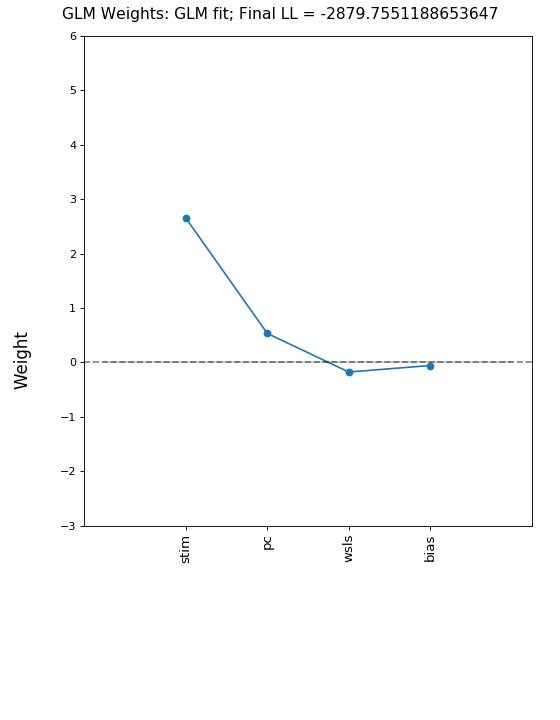 GLM Weights: GLM fit; Final LL = -2879.7551188653647
6
5
4
3
2
1
0
−1
−2
−3
Weight
stim
pc
wsls
bias